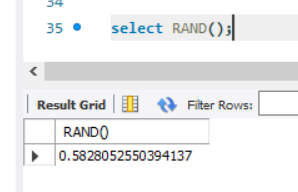 34
35 select RAND();
Result Grid Filter Rows:
RAND()
0.5828052550394137